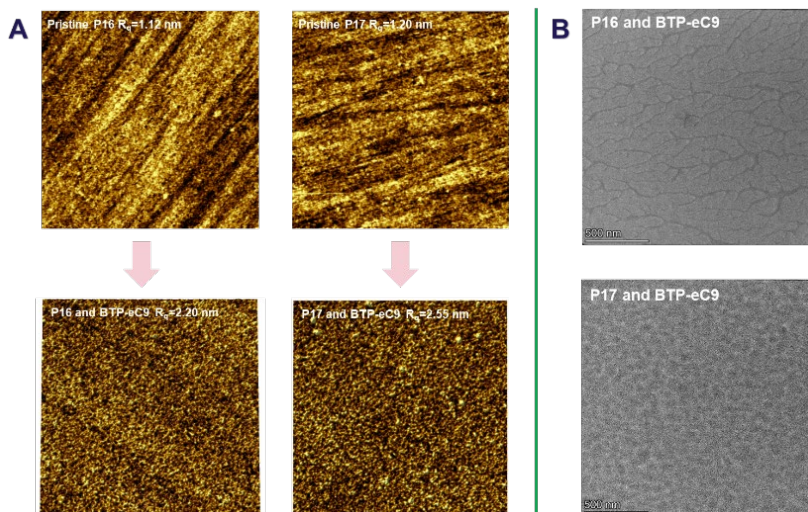 A
Pristine P16 Rq=1.12 nm
Pristine P17 Rq=1.20 nm
P16 and BTP-eC9 Rq=2.20 nm
P17 and BTP-eC9 Rq=2.55 nm
B
P16 and BTP-eC9
500 nm
P17 and BTP-eC9
500 nm